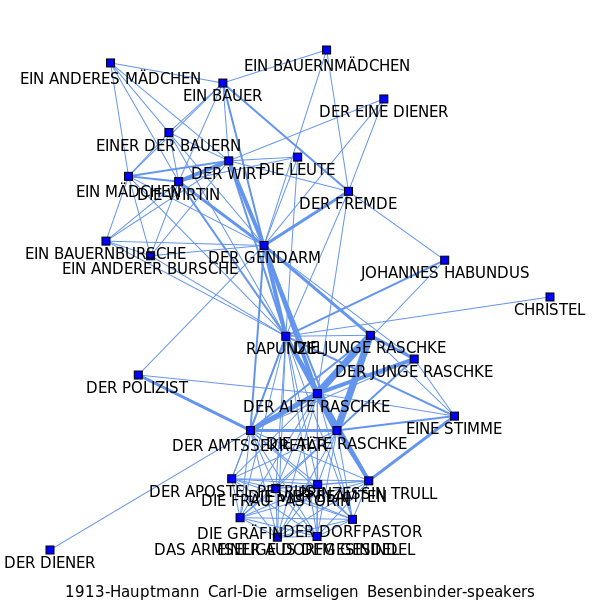 EIN BAUERNMÄDCHEN
EIN ANDERES MÄDCHEN
EIN BAUER
DER EINE DIENER
EINER DER BAUERN
DIE LEUTE
DER WIRT
EIN MÄDCHEN
DIE WIRTIN
DER FREMDE
EIN BAUERNBURSCHE
DER GENDARM
EIN ANDERER BURSCHE
JOHANNES HABUNDUS
CHRISTEL
RAPUNZEL
DIE JUNGE RASCHKE
DER JUNGE RASCHKE
DER POLIZIST
DER ALTE RASCHKE
EINE STIMME
DER AMTSSEKRETÄR
DIE ALTE RASCHKE
DER APOSTEL PETRUS
PRINZESSIN TRULL
DIE FRAU PASTORIN
DIE GRÄFIN
DER DORFPASTOR
DAS ARMSELIGE DORFGESINDEL
EINER AUS DEM GESINDEL
DER DIENER
1913-Hauptmann Carl-Die armseligen Besenbinder-speakers